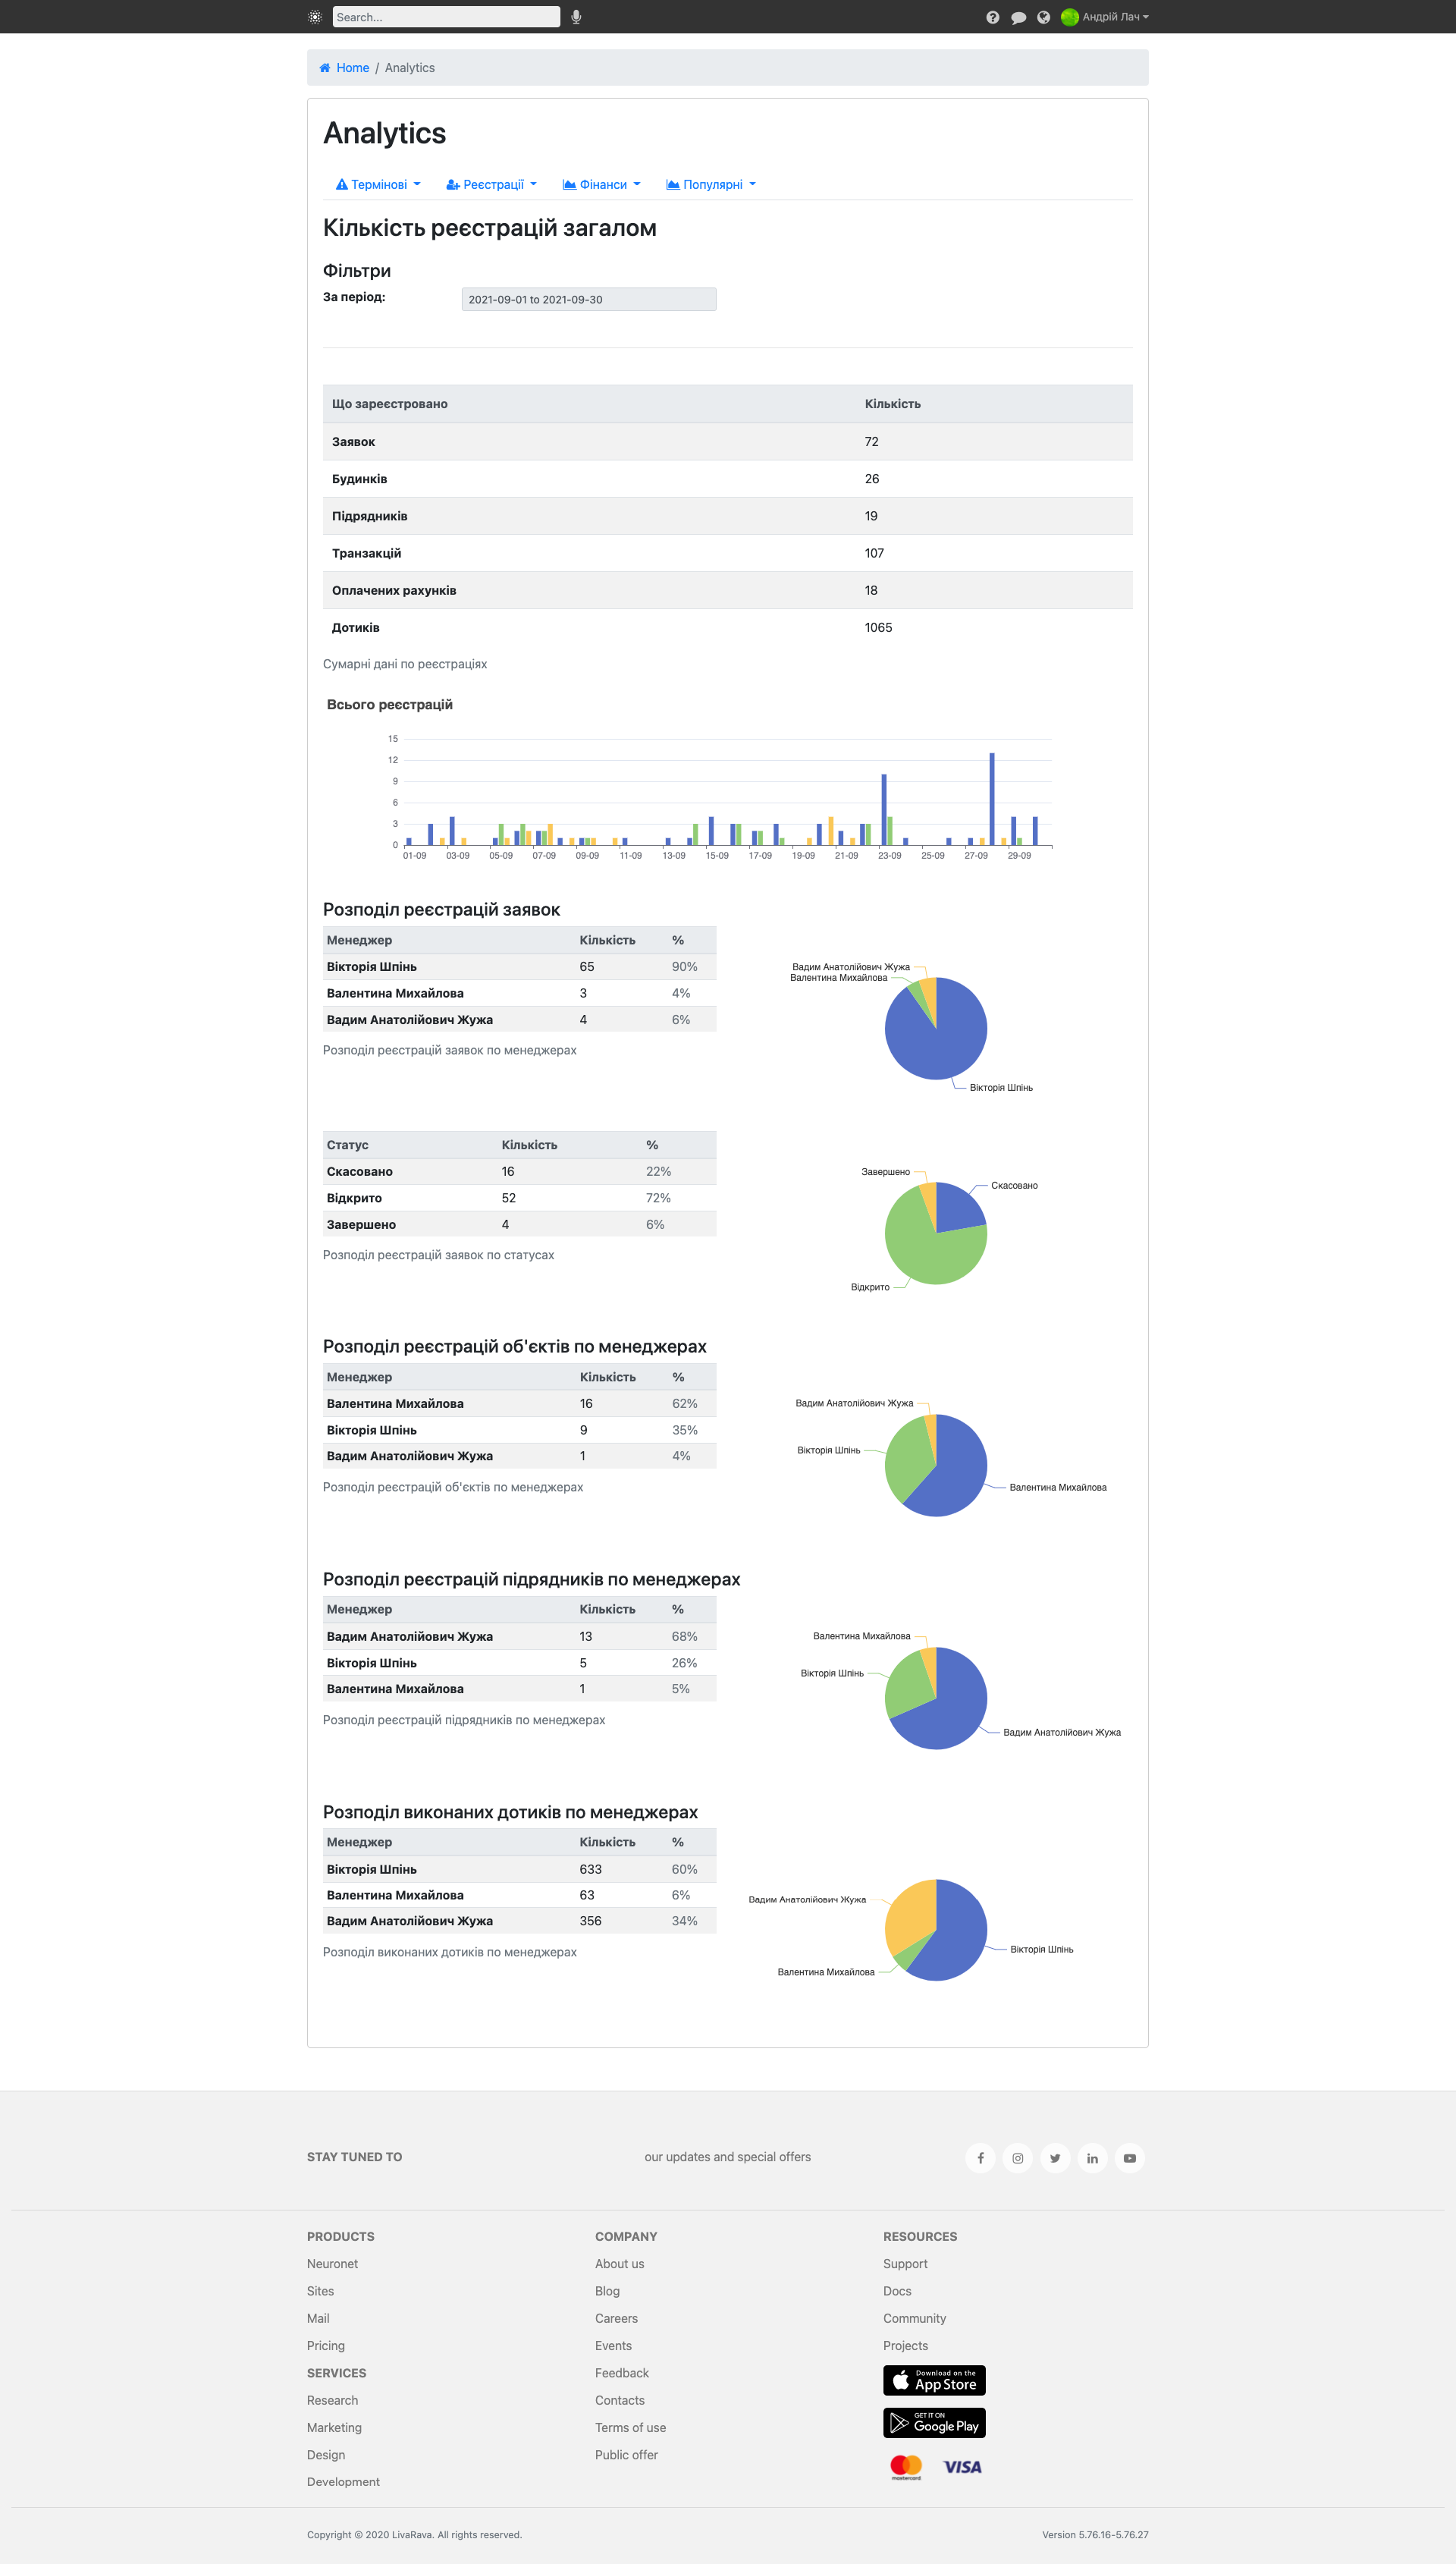 Search...
Андрій Лач
Home / Analytics
Analytics
Термінові Реєстрації Фінанси Популярні
Кількість реєстрацій загалом
Фільтри
За період: 2021-09-01 to 2021-09-30
Що зареєстровано Кількість
Заявок 72
Будинків 26
Підрядників 19
Транзакцій 107
Оплачених рахунків 18
Дотиків 1065
Сумарні дані по реєстраціях
Всього реєстрацій
15
12
9
6
3
0
01-09 03-09 05-09 07-09 09-09 11-09 13-09 15-09 17-09 19-09 21-09 23-09 25-09 27-09 29-09
Розподіл реєстрацій заявок
Менеджер Кількість %
Вікторія Шпінь 65 90%
Валентина Михайлова 3 4%
Вадим Анатолійович Жужа 4 6%
Розподіл реєстрацій заявок по менеджерах
Вадим Анатолійович Жужа
Валентина Михайлова
Вікторія Шпінь
Статус Кількість %
Скасовано 16 22%
Відкрито 52 72%
Завершено 4 6%
Розподіл реєстрацій заявок по статусах
Завершено
Скасовано
Відкрито
Розподіл реєстрацій об'єктів по менеджерах
Менеджер Кількість %
Валентина Михайлова 16 62%
Вікторія Шпінь 9 35%
Вадим Анатолійович Жужа 1 4%
Розподіл реєстрацій об'єктів по менеджерах
Вадим Анатолійович Жужа
Вікторія Шпінь
Валентина Михайлова
Розподіл реєстрацій підрядників по менеджерах
Менеджер Кількість %
Вадим Анатолійович Жужа 13 68%
Вікторія Шпінь 5 26%
Валентина Михайлова 1 5%
Розподіл реєстрацій підрядників по менеджерах
Валентина Михайлова
Вікторія Шпінь
Вадим Анатолійович Жужа
Розподіл виконаних дотиків по менеджерах
Менеджер Кількість %
Вікторія Шпінь 633 60%
Валентина Михайлова 63 6%
Вадим Анатолійович Жужа 356 34%
Розподіл виконаних дотиків по менеджерах
Вадим Анатолійович Жужа
Вікторія Шпінь
Валентина Михайлова
STAY TUNED TO our updates and special offers
PRODUCTS
Neuronet
Sites
Mail
Pricing
SERVICES
Research
Marketing
Design
Development
COMPANY
About us
Blog
Careers
Events
Feedback
Contacts
Terms of use
Public offer
RESOURCES
Support
Docs
Community
Projects
Download on the
App Store
GET IT ON
Google Play
mastercard VISA
Copyright © 2020 LivaRava. All rights reserved. Version 5.76.16-5.76.27